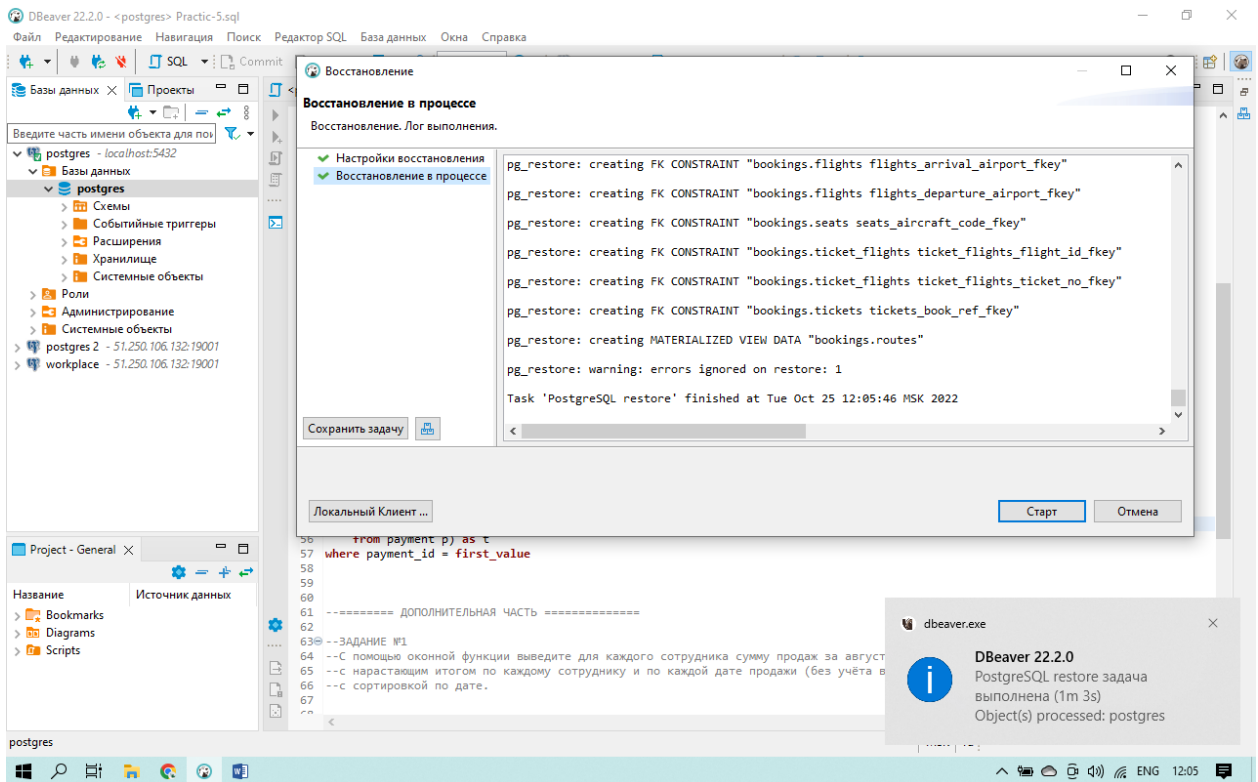 DBeaver 22.2.0 - <postgres> Practic-5.sql
Файл Редактирование Навигация Поиск Редактор SQL База данных Окна Справка
SQL Commit
Базы данных Проекты
Введите часть имени объекта для пои
postgres - localhost:5432
Базы данных
postgres
Схемы
Событийные триггеры
Расширения
Хранилище
Системные объекты
Роли
Администрирование
Системные объекты
postgres 2 - 51.250.106.132:19001
workplace - 51.250.106.132:19001
Восстановление
Восстановление в процессе
Восстановление. Лог выполнения.
Настройки восстановления
Восстановление в процессе
pg_restore: creating FK CONSTRAINT "bookings.flights flights_arrival_airport_fkey"
pg_restore: creating FK CONSTRAINT "bookings.flights flights_departure_airport_fkey"
pg_restore: creating FK CONSTRAINT "bookings.seats seats_aircraft_code_fkey"
pg_restore: creating FK CONSTRAINT "bookings.ticket_flights ticket_flights_flight_id_fkey"
pg_restore: creating FK CONSTRAINT "bookings.ticket_flights ticket_flights_ticket_no_fkey"
pg_restore: creating FK CONSTRAINT "bookings.tickets tickets_book_ref_fkey"
pg_restore: creating MATERIALIZED VIEW DATA "bookings.routes"
pg_restore: warning: errors ignored on restore: 1
Task 'PostgreSQL restore' finished at Tue Oct 25 12:05:46 MSK 2022
Сохранить задачу
Локальный Клиент ...
Старт Отмена
Project - General
Название Источник данных
Bookmarks
Diagrams
Scripts
56 from payment p) as t
57 where payment_id = first_value
58
59
60
61 --======== ДОПОЛНИТЕЛЬНАЯ ЧАСТЬ ==============
62
63 --ЗАДАНИЕ №1
64 --С помощью оконной функции выведите для каждого сотрудника сумму продаж за август
65 --с нарастающим итогом по каждому сотруднику и по каждой дате продажи (без учёта в
66 --с сортировкой по дате.
67
dbeaver.exe
DBeaver 22.2.0
PostgreSQL restore задача
выполнена (1m 3s)
Object(s) processed: postgres
postgres
ENG 12:05